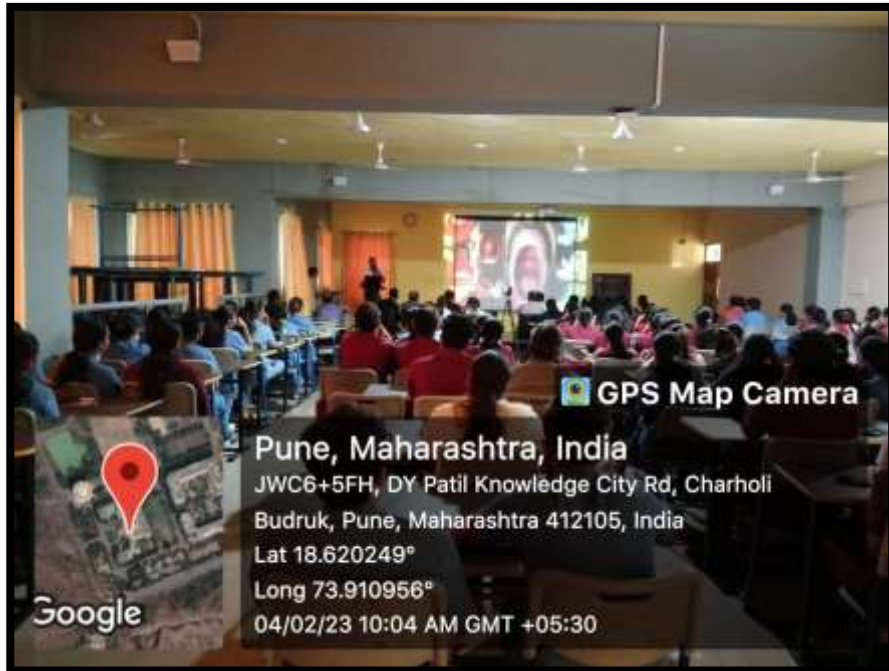 GPS Map Camera
Pune, Maharashtra, India
JWC6+5FH, DY Patil Knowledge City Rd, Charholi
Budruk, Pune, Maharashtra 412105, India
Lat 18.620249°
Long 73.910956°
04/02/23 10:04 AM GMT +05:30
Google